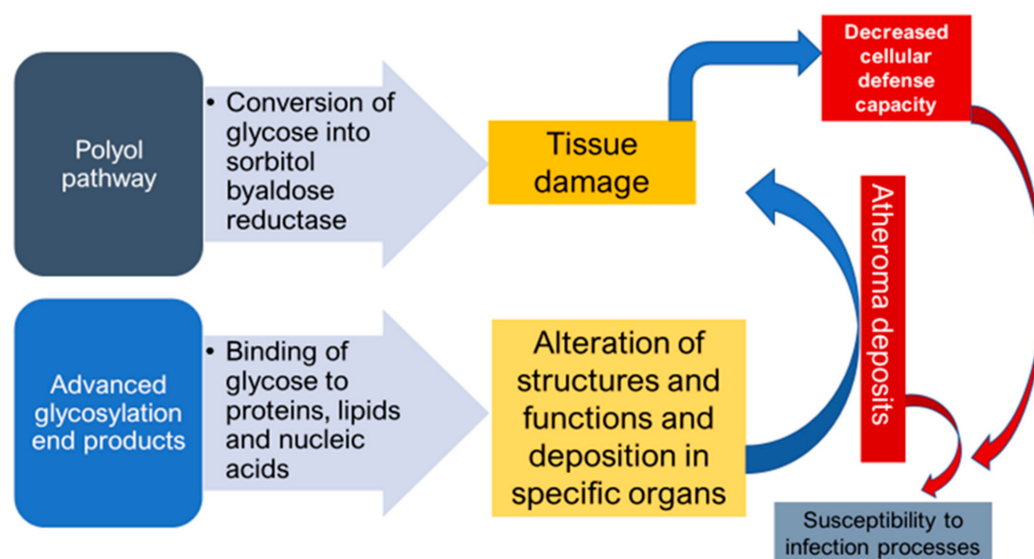 Polyol
pathway
• Conversion of
glycose into
sorbitol
byaldose
reductase
Tissue
damage
Decreased
cellular
defense
capacity
Advanced
glycosylation
end products
• Binding of
glycose to
proteins, lipids
and nucleic
acids
Alteration of
structures and
functions and
deposition in
specific organs
Atheroma deposits
Susceptibility to
infection processes